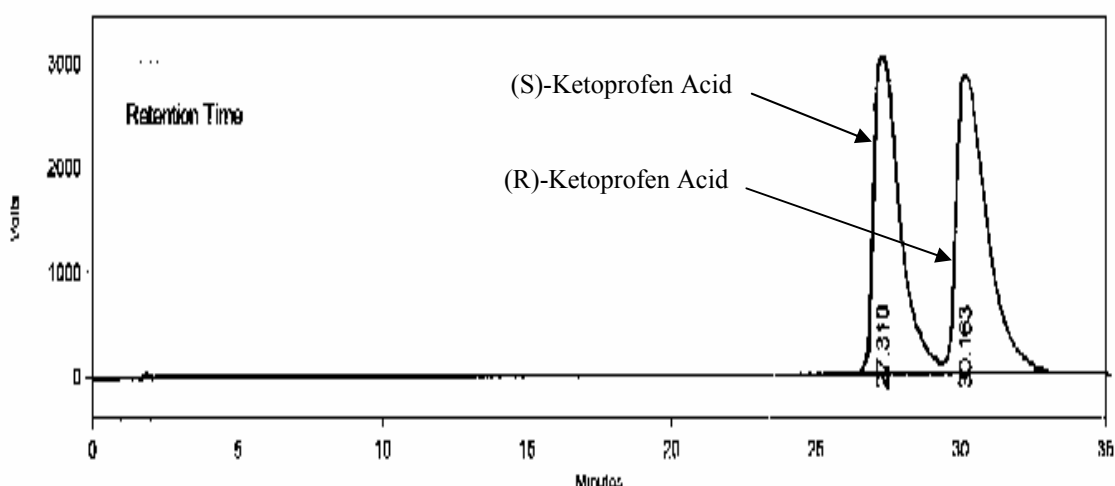 3000
Retention Time
(S)-Ketoprofen Acid
2000
(R)-Ketoprofen Acid
Volts
1000
27.310
30.163
0
0 5 10 15 20 25 30 35
Minutes